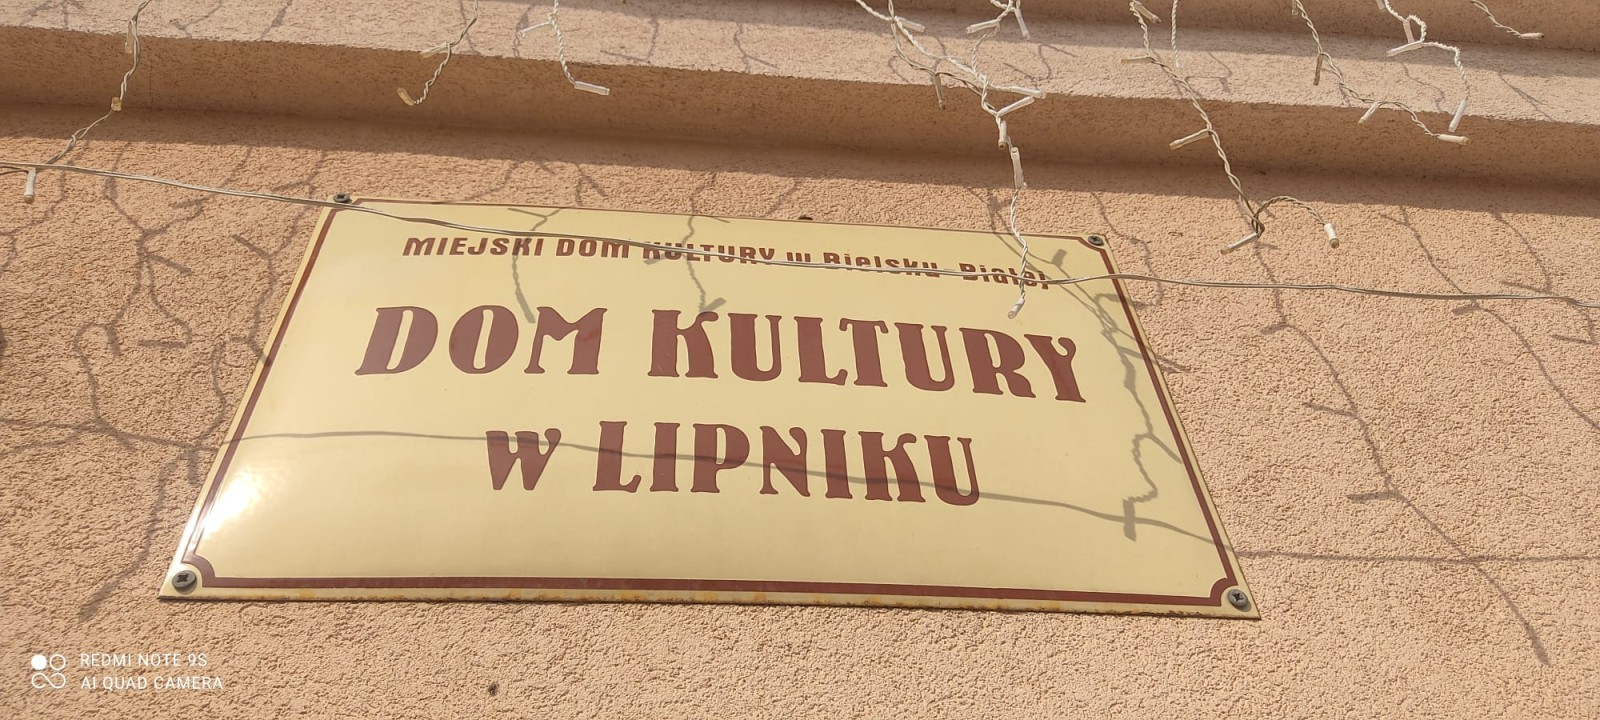 MIEJSKI DOM KULTURY w Bielsku-Białej
DOM KULTURY
w LIPNIKU
REDMI NOTE 9S
AI QUAD CAMERA